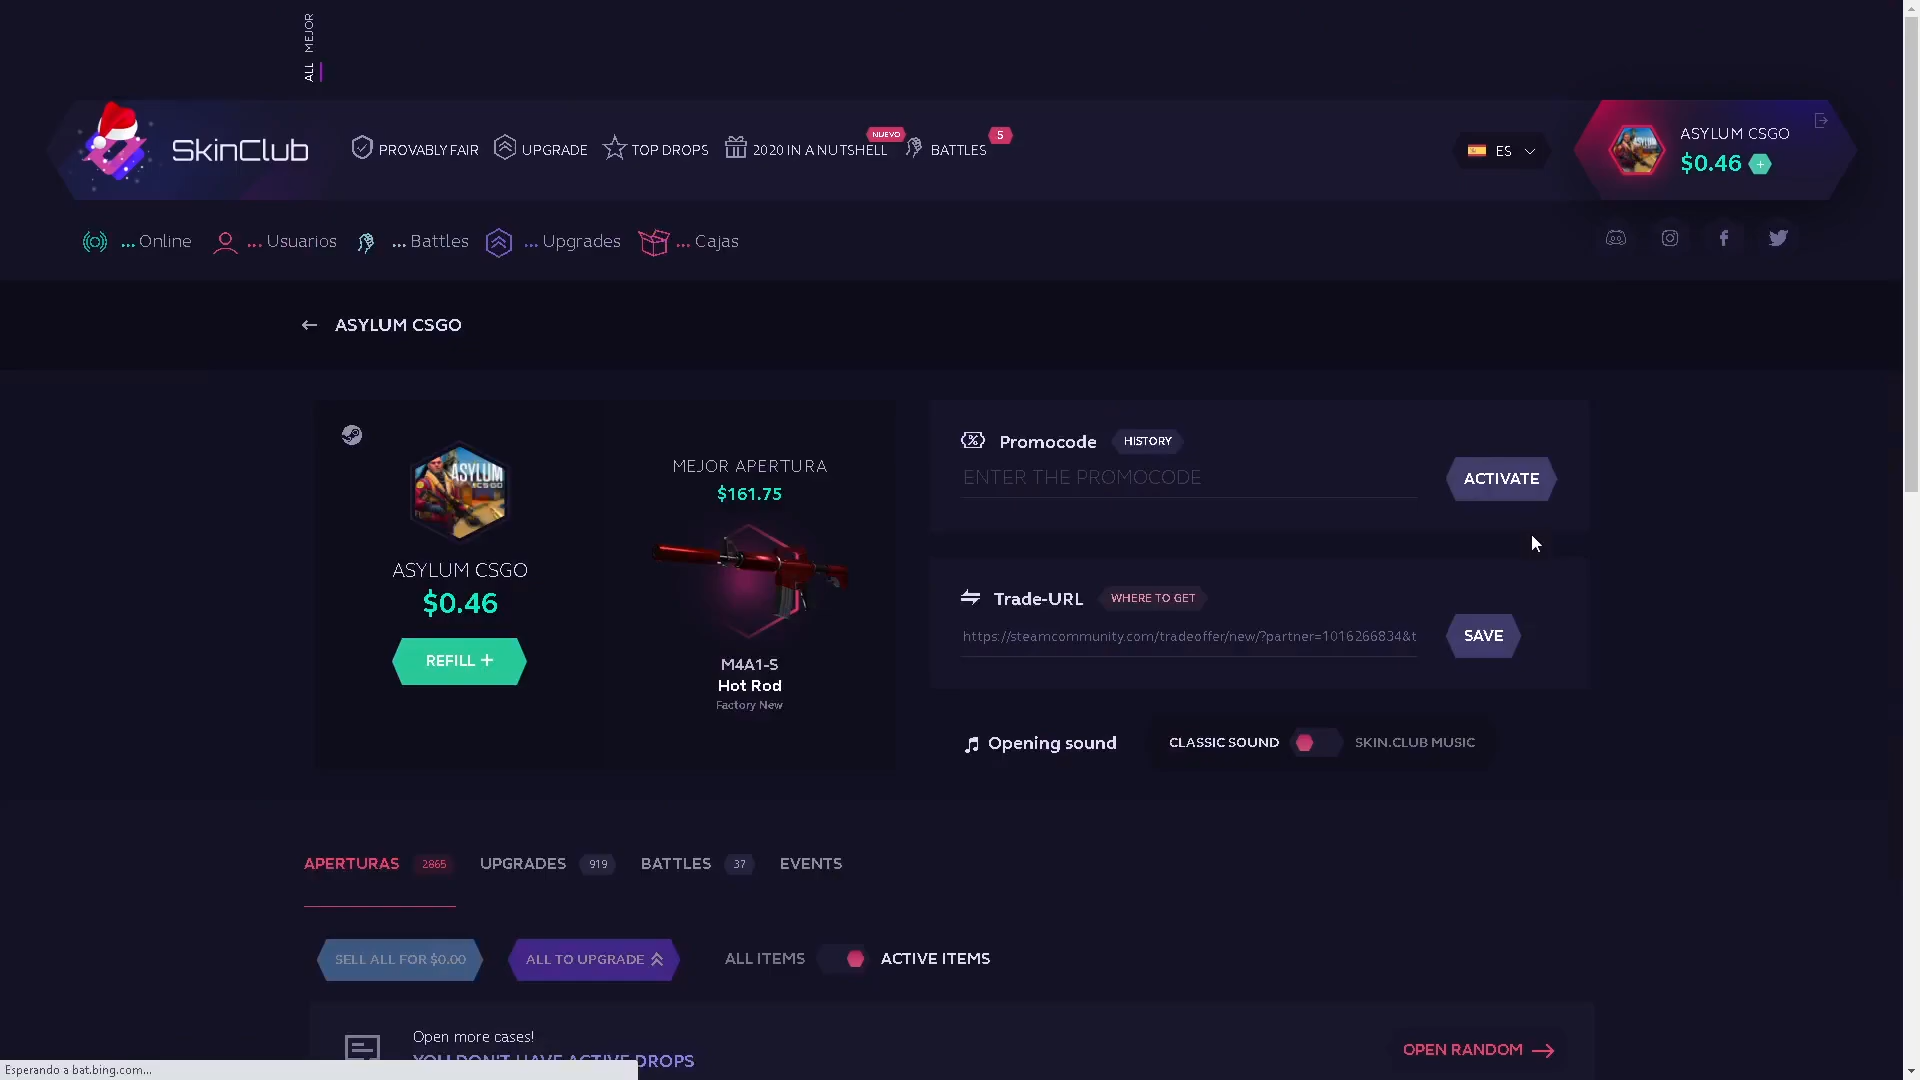 ALL MEJOR
SkinClub
PROVABLY FAIR
UPGRADE
TOP DROPS
2020 IN A NUTSHELL
NUEVO
BATTLES
5
ES
ASYLUM CSGO
$0.46
... Online
... Usuarios
... Battles
... Upgrades
... Cajas
← ASYLUM CSGO
ASYLUM
CSGO
ASYLUM CSGO
$0.46
REFILL +
MEJOR APERTURA
$161.75
M4A1-S
Hot Rod
Factory New
Promocode HISTORY
ENTER THE PROMOCODE
ACTIVATE
Trade-URL WHERE TO GET
https://steamcommunity.com/tradeoffer/new/?partner=1016266834&t
SAVE
Opening sound CLASSIC SOUND SKIN.CLUB MUSIC
APERTURAS 2865 UPGRADES 919 BATTLES 37 EVENTS
SELL ALL FOR $0.00 ALL TO UPGRADE ALL ITEMS ACTIVE ITEMS
Open more cases!
YOU DON'T HAVE ACTIVE DROPS
OPEN RANDOM →
Esperando a bat.bing.com...